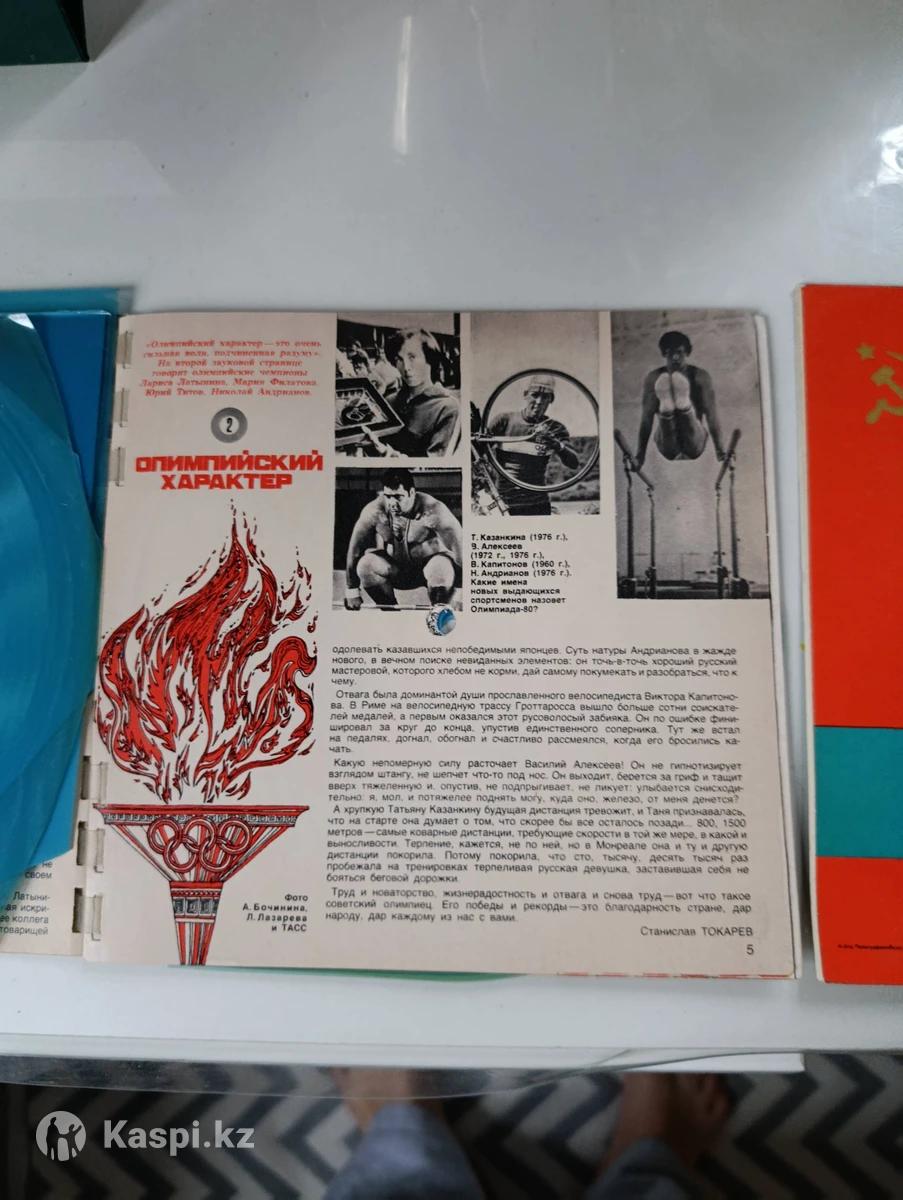 «Олимпийский характер — это очень
сильная воля, подчиненная разуму».
На второй звуковой странице
говорят олимпийские чемпионы
Лариса Латынина, Мария Филатова,
Юрий Титов, Николай Андрианов.
2
ОЛИМПИЙСКИЙ
ХАРАКТЕР
Т. Казанкина (1976 г.),
В. Алексеев
(1972 г., 1976 г.),
В. Капитонов (1960 г.),
Н. Андрианов (1976 г.).
Какие имена
новых выдающихся
спортсменов назовет
Олимпиада-80?
одолевать казавшихся непобедимыми японцев. Суть натуры Андрианова в жажде
нового, в вечном поиске невиданных элементов: он точь-в-точь хороший русский
мастеровой, которого хлебом не корми, дай самому покумекать и разобраться, что к
чему.
Отвага была доминантой души прославленного велосипедиста Виктора Капитоно-
ва. В Риме на велосипедную трассу Гроттаросса вышло больше сотни соискате-
лей медалей, а первым оказался этот русоволосый забияка. Он по ошибке фини-
шировал за круг до конца, упустив единственного соперника. Тут же встал
на педалях, догнал, обогнал и счастливо рассмеялся, когда его бросились ка-
чать.
Какую непомерную силу расточает Василий Алексеев! Он не гипнотизирует
взглядом штангу, не шепчет что-то под нос. Он выходит, берется за гриф и тащит
вверх тяжеленную и, опустив, не подпрыгивает, не ликует: улыбается снисходи-
тельно: я, мол, и потяжелее поднять могу, куда оно, железо, от меня денется?
А хрупкую Татьяну Казанкину будущая дистанция тревожит, и Таня признавалась,
что на старте она думает о том, что скорее бы все осталось позади... 800, 1500
метров — самые коварные дистанции, требующие скорости в той же мере, в какой и
выносливости. Терпение, кажется, не по ней, но в Монреале она и ту и другую
дистанции покорила. Потому покорила, что сто, тысячу, десять тысяч раз
пробежала на тренировках терпеливая русская девушка, заставившая себя не
бояться беговой дорожки.
Труд и новаторство, жизнерадостность и отвага и снова труд — вот что такое
советский олимпиец. Его победы и рекорды — это благодарность стране, дар
народу, дар каждому из нас с вами.
Станислав ТОКАРЕВ
5
Фото
А. Бочинина,
Л. Лазарева
и ТАСС
не
своем
Латыни-
ая искри-
ее коллега
товарищей
Kaspi.kz